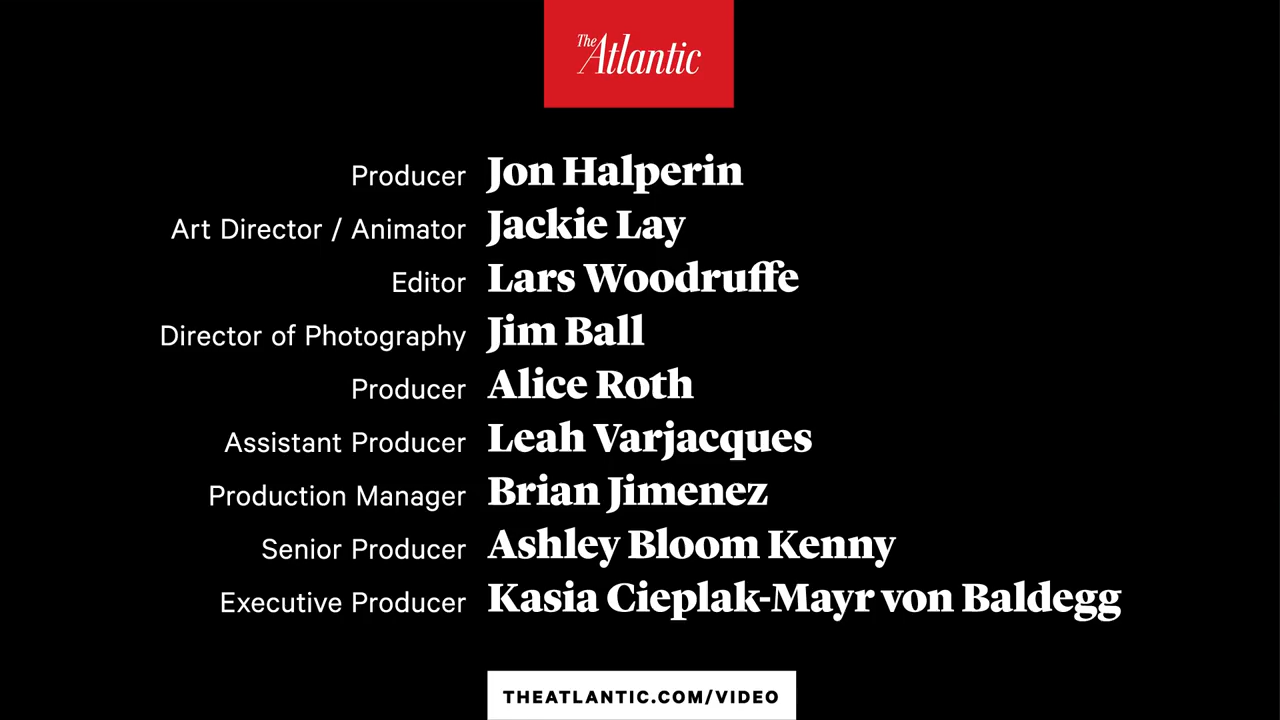 The Atlantic
Producer Jon Halperin
Art Director / Animator Jackie Lay
Editor Lars Woodruffe
Director of Photography Jim Ball
Producer Alice Roth
Assistant Producer Leah Varjacques
Production Manager Brian Jimenez
Senior Producer Ashley Bloom Kenny
Executive Producer Kasia Cieplak-Mayr von Baldegg
THEATLANTIC.COM/VIDEO